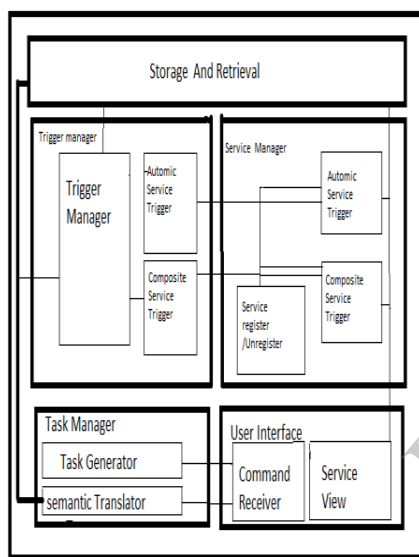 Storage And Retrieval
Trigger manager
Trigger
Manager
Automic
Service
Trigger
Composite
Service
Trigger
Service Manager
Automic
Service
Trigger
Composite
Service
Trigger
Service
register
/Unregister
Task Manager
Task Generator
semantic Translator
User Interface
Command
Receiver
Service
View